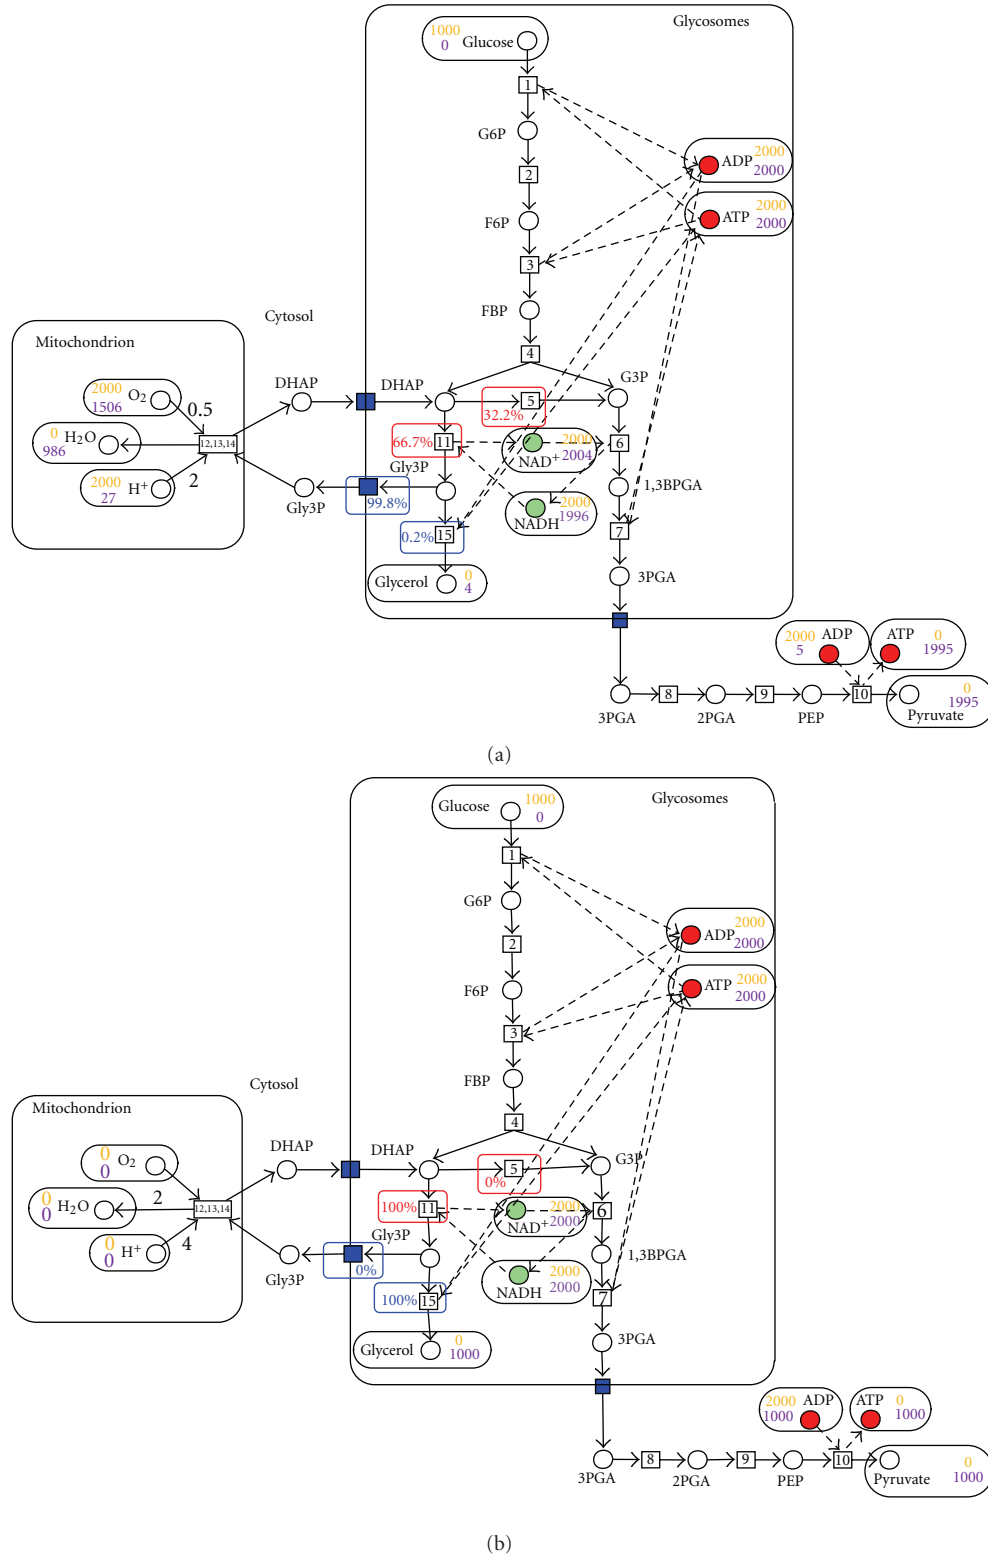 Glycosomes
1000
0 Glucose
1
G6P
2
ADP 2000
2000
ATP 2000
2000
F6P
3
FBP
Cytosol
Mitochondrion
4
DHAP
DHAP
G3P
2000 O2
1506
0.5
5
32.2%
0 H2O
986
12,13,14
66.7% 11
2000
NAD+ 2004
6
2000 H+
27
2
Gly3P
Gly3P
99.8%
1,3BPGA
2000
NADH 1996
0.2% 15
7
Glycerol 0
4
3PGA
2000 ADP
5
ATP 0
1995
8
9
10
3PGA
2PGA
PEP
0
1995
Pyruvate
(a)
Glycosomes
Glucose 1000
0
1
G6P
2
ADP 2000
2000
ATP 2000
2000
F6P
3
FBP
Cytosol
Mitochondrion
4
DHAP
DHAP
G3P
0 O2
0
5
0%
0 H2O
0
2
12,13,14
100% 11
2000
NAD+ 2000
6
0 H+
0
4
Gly3P
Gly3P
0%
1,3BPGA
2000
NADH 2000
100% 15
7
Glycerol 0
1000
3PGA
2000 ADP
1000
ATP 0
1000
8
9
10
3PGA
2PGA
PEP
0
1000
Pyruvate
(b)